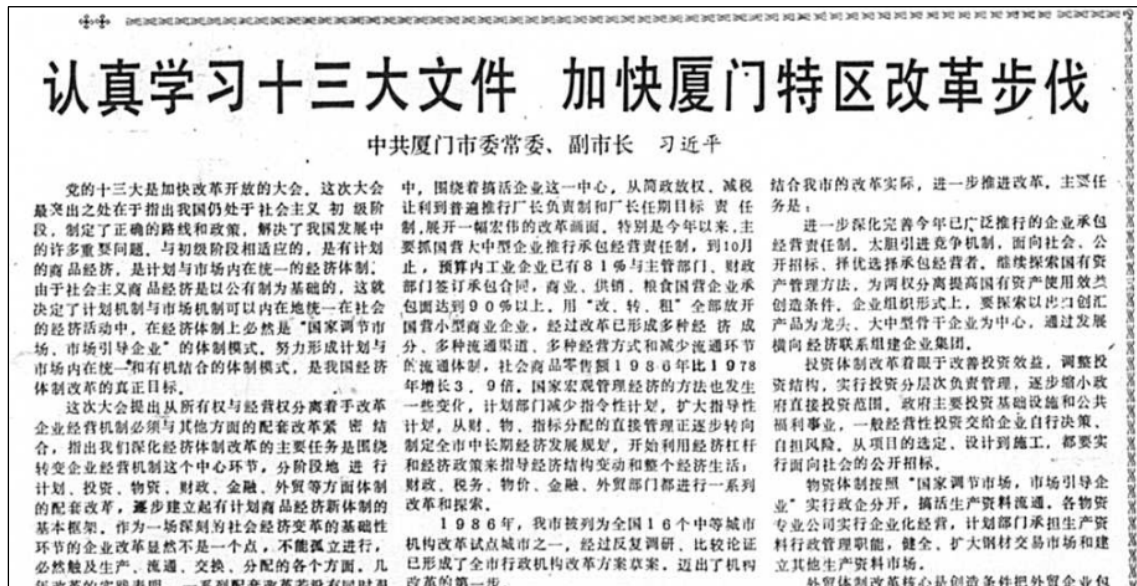 认真学习十三大文件 加快厦门特区改革步伐
中共厦门市委常委、副市长 习近平
党的十三大是加快改革开放的大会。这次大会
最突出之处在于指出我国仍处于社会主义初级阶
段，制定了正确的路线和政策，解决了我国发展中
的许多重要问题。与初级阶段相适应的，是有计划
的商品经济，是计划与市场内在统一的经济体制。
由于社会主义商品经济是以公有制为基础的，这就
决定了计划机制与市场机制可以内在地统一在社会
的经济活动中，在经济体制上必然是“国家调节市
场、市场引导企业”的体制模式。努力形成计划与
市场内在统一和有机结合的体制模式，是我国经济
体制改革的真正目标。
这次大会提出从所有权与经营权分离着手改革
企业经营机制必须与其他方面的配套改革紧密结
合，指出我们深化经济体制改革的主要任务是围绕
转变企业经营机制这个中心环节，分阶段地进行
计划、投资、物资、财政、金融、外贸等方面体制
的配套改革，逐步建立起有计划商品经济新体制的
基本框架。作为一场深刻的社会经济变革的基础性
环节的企业改革显然不是一个点，不能孤立进行，
必然触及生产、流通、交换、分配的各个方面。几
年改革的实践表明，一系列配套改革若没有同时跟
中，围绕着搞活企业这一中心，从简政放权、减税
让利到普遍推行厂长负责制和厂长任期目标责任
制，展开一幅宏伟的改革画面。特别是今年以来，主
要抓国营大中型企业推行承包经营责任制，到10月
止，预算内工业企业已有81％与主管部门、财政
部门签订承包合同，商业、供销、粮食国营企业承
包面达到90％以上。用“改、转、租”全部放开
国营小型商业企业，经过改革已形成多种经济成
分、多种流通渠道、多种经营方式和减少流通环节
的流通体制，社会商品零售额1986年比1978
年增长3．9倍。国家宏观管理经济的方法也发生
一些变化，计划部门减少指令性计划，扩大指导性
计划，从财、物、指标分配的直接管理正逐步转向
制定全市中长期经济发展规划，开始利用经济杠杆
和经济政策来指导经济结构变动和整个经济生活；
财政、税务、物价、金融、外贸部门都进行一系列
改革和探索。
1986年，我市被列为全国16个中等城市
机构改革试点城市之一，经过反复调研、比较论证
已形成了全市行政机构改革方案草案，迈出了机构
改革的第一步。
结合我市的改革实际，进一步推进改革，主要任
务是：
进一步深化完善今年已广泛推行的企业承包
经营责任制。大胆引进竞争机制，面向社会、公
开招标、择优选择承包经营者。继续探索国有资
产管理方法，为两权分离提高国有资产使用效益
创造条件。企业组织形式上，要探索以出口创汇
产品为龙头、大中型骨干企业为中心，通过发展
横向经济联系组建企业集团。
投资体制改革着眼于改善投资效益，调整投
资结构，实行投资分层次负责管理，逐步缩小政
府直接投资范围。政府主要投资基础设施和公共
福利事业，一般经营性投资交给企业自行决策、
自担风险。从项目的选定、设计到施工，都要实
行面向社会的公开招标。
物资体制按照“国家调节市场，市场引导企
业”实行政企分开，搞活生产资料流通。各物资
专业公司实行企业化经营，计划部门承担生产资
料行政管理职能，健全、扩大钢材交易市场和建
立其他生产资料市场。
外贸体制改革核心是创造条件把外贸企业包